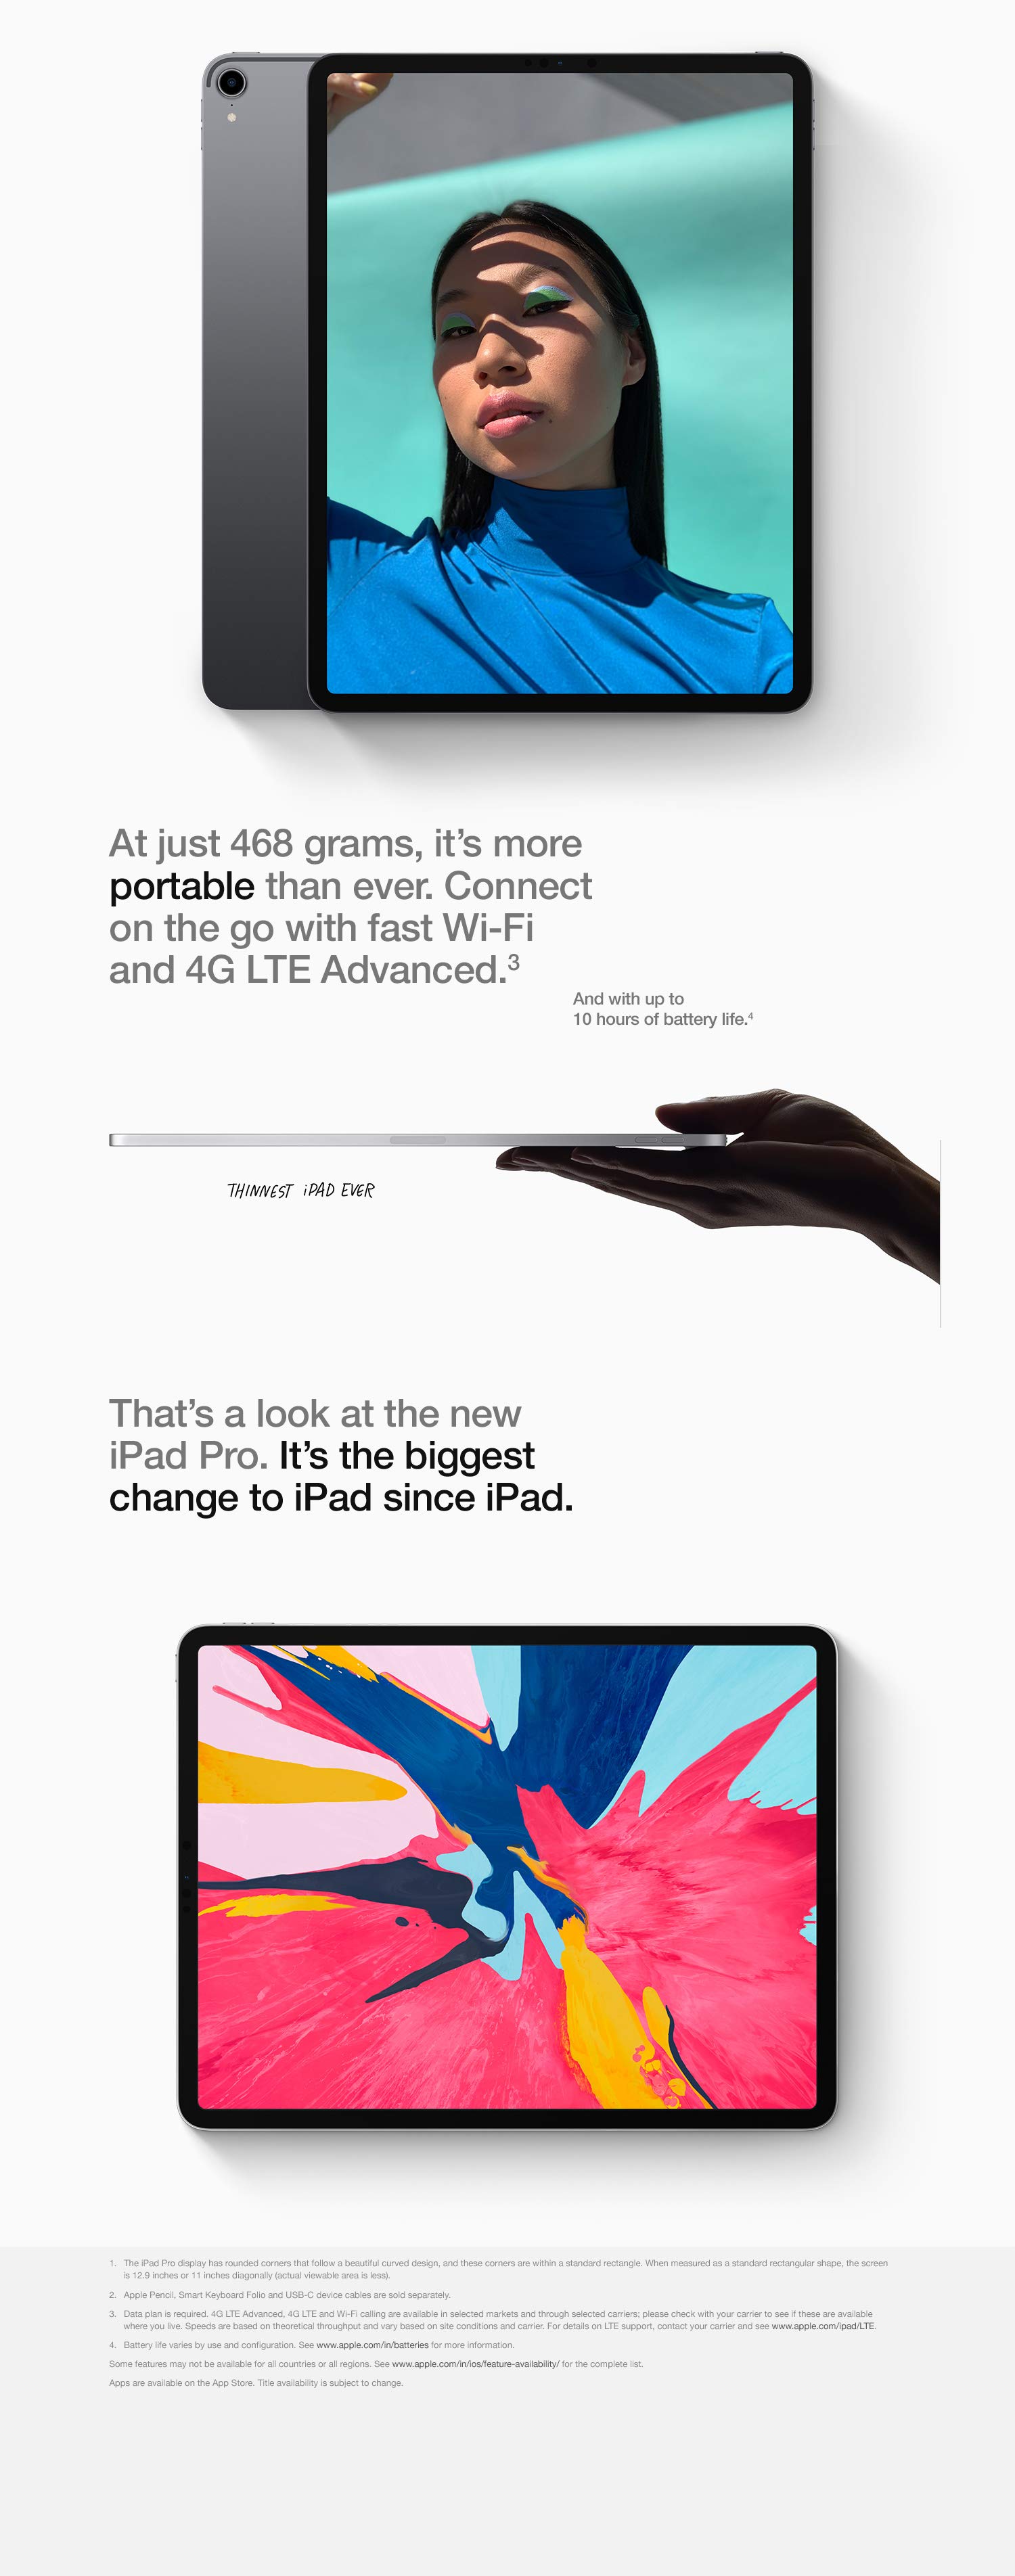 At just 468 grams, it’s more
portable than ever. Connect
on the go with fast Wi-Fi
and 4G LTE Advanced.3
And with up to
10 hours of battery life.4
THINNEST iPAD EVER
That’s a look at the new
iPad Pro. It’s the biggest
change to iPad since iPad.
1. The iPad Pro display has rounded corners that follow a beautiful curved design, and these corners are within a standard rectangle. When measured as a standard rectangular shape, the screen
is 12.9 inches or 11 inches diagonally (actual viewable area is less).
2. Apple Pencil, Smart Keyboard Folio and USB-C device cables are sold separately.
3. Data plan is required. 4G LTE Advanced, 4G LTE and Wi-Fi calling are available in selected markets and through selected carriers; please check with your carrier to see if these are available
where you live. Speeds are based on theoretical throughput and vary based on site conditions and carrier. For details on LTE support, contact your carrier and see www.apple.com/ipad/LTE.
4. Battery life varies by use and configuration. See www.apple.com/in/batteries for more information.
Some features may not be available for all countries or all regions. See www.apple.com/in/ios/feature-availability/ for the complete list.
Apps are available on the App Store. Title availability is subject to change.